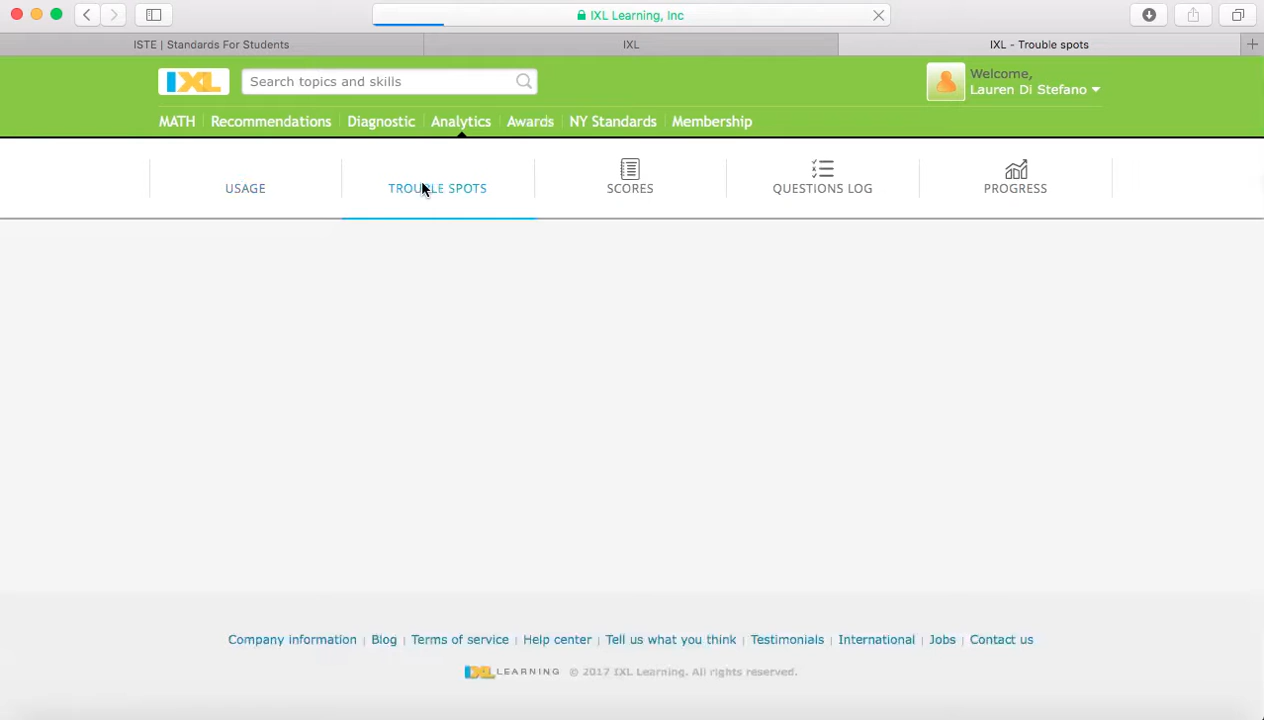 IXL Learning, Inc
ISTE | Standards For Students
IXL
IXL - Trouble spots
IXL
Search topics and skills
Welcome,
Lauren Di Stefano
MATH
Recommendations
Diagnostic
Analytics
Awards
NY Standards
Membership
USAGE
TROUBLE SPOTS
SCORES
QUESTIONS LOG
PROGRESS
Company information | Blog | Terms of service | Help center | Tell us what you think | Testimonials | International | Jobs | Contact us
IXL LEARNING © 2017 IXL Learning. All rights reserved.